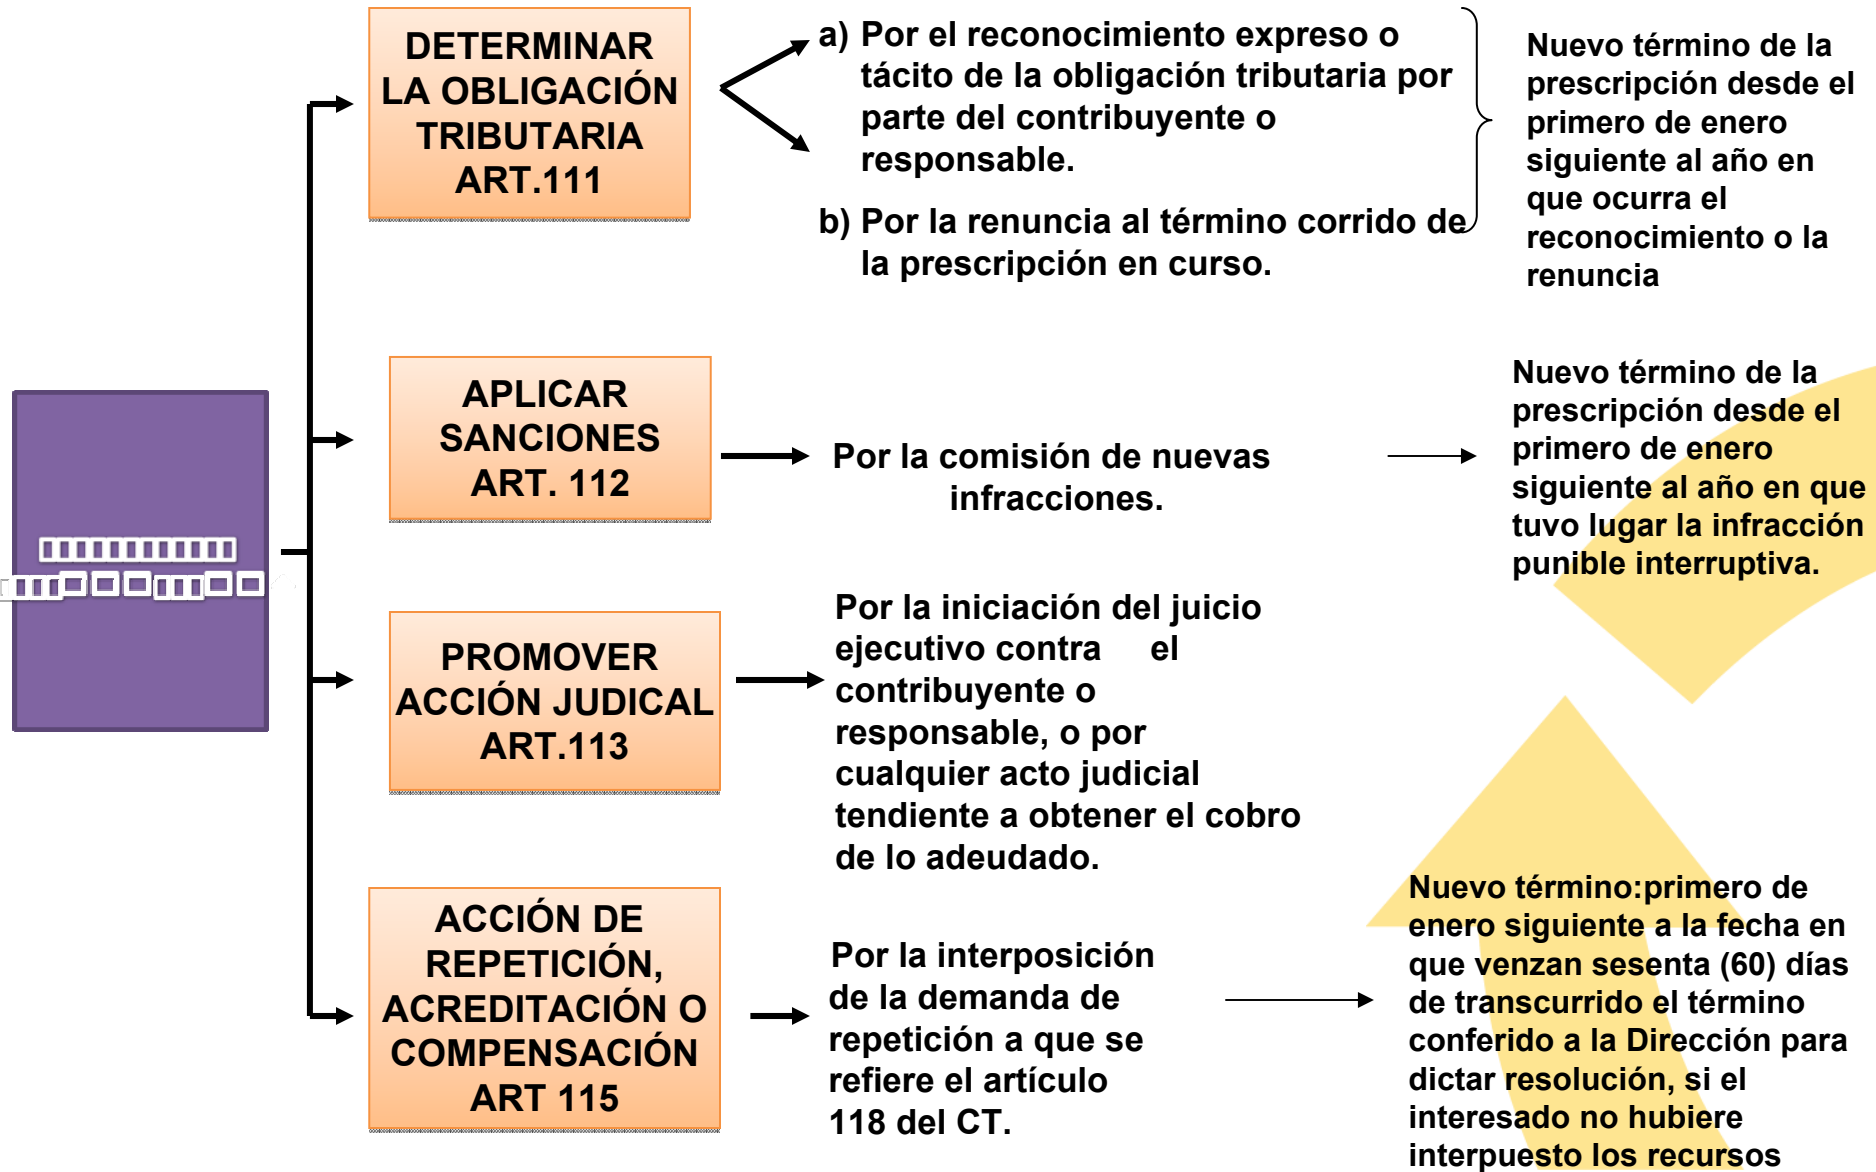 DETERMINAR
LA OBLIGACIÓN
TRIBUTARIA
ART.111
a) Por el reconocimiento expreso o
tácito de la obligación tributaria por
parte del contribuyente o
responsable.
b) Por la renuncia al término corrido de
la prescripción en curso.
Nuevo término de la
prescripción desde el
primero de enero
siguiente al año en
que ocurra el
reconocimiento o la
renuncia
APLICAR
SANCIONES
ART. 112
Por la comisión de nuevas
infracciones.
Nuevo término de la
prescripción desde el
primero de enero
siguiente al año en que
tuvo lugar la infracción
punible interruptiva.
PROMOVER
ACCIÓN JUDICAL
ART.113
Por la iniciación del juicio
ejecutivo contra el
contribuyente o
responsable, o por
cualquier acto judicial
tendiente a obtener el cobro
de lo adeudado.
ACCIÓN DE
REPETICIÓN,
ACREDITACIÓN O
COMPENSACIÓN
ART 115
Por la interposición
de la demanda de
repetición a que se
refiere el artículo
118 del CT.
Nuevo término:primero de
enero siguiente a la fecha en
que venzan sesenta (60) días
de transcurrido el término
conferido a la Dirección para
dictar resolución, si el
interesado no hubiere
interpuesto los recursos